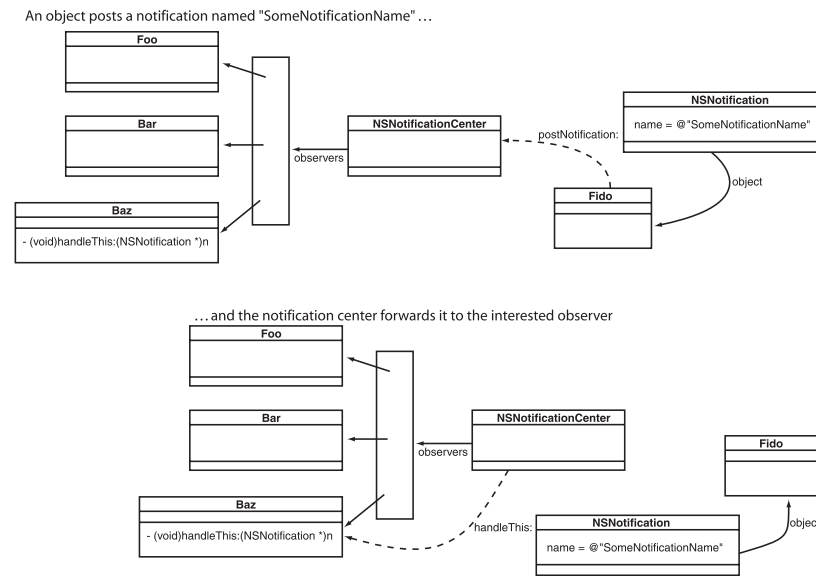 An object posts a notification named "SomeNotificationName"...
Foo
NSNotification
name = @"SomeNotificationName"
Bar
NSNotificationCenter
postNotification:
observers
object
Fido
Baz
- (void)handleThis:(NSNotification *)n
...and the notification center forwards it to the interested observer
Foo
Bar
NSNotificationCenter
observers
Fido
Baz
- (void)handleThis:(NSNotification *)n
handleThis:
NSNotification
name = @"SomeNotificationName"
objec